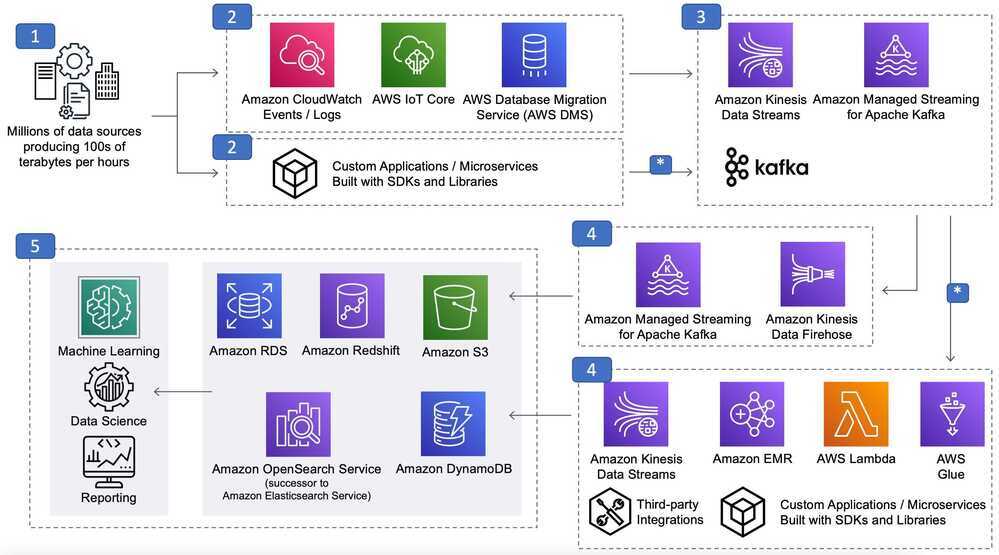 1
Millions of data sources
producing 100s of
terabytes per hours
2
Amazon CloudWatch
Events / Logs
AWS IoT Core
AWS Database Migration
Service (AWS DMS)
2
Custom Applications / Microservices
Built with SDKs and Libraries
*
3
Amazon Kinesis
Data Streams
K
Amazon Managed Streaming
for Apache Kafka
kafka
*
4
K
Amazon Managed Streaming
for Apache Kafka
Amazon Kinesis
Data Firehose
4
Amazon Kinesis
Data Streams
Amazon EMR
AWS Lambda
AWS
Glue
Third-party
Integrations
Custom Applications / Microservices
Built with SDKs and Libraries
5
Machine Learning
Data Science
Reporting
Amazon RDS
Amazon Redshift
Amazon S3
Amazon OpenSearch Service
(successor to
Amazon Elasticsearch Service)
Amazon DynamoDB